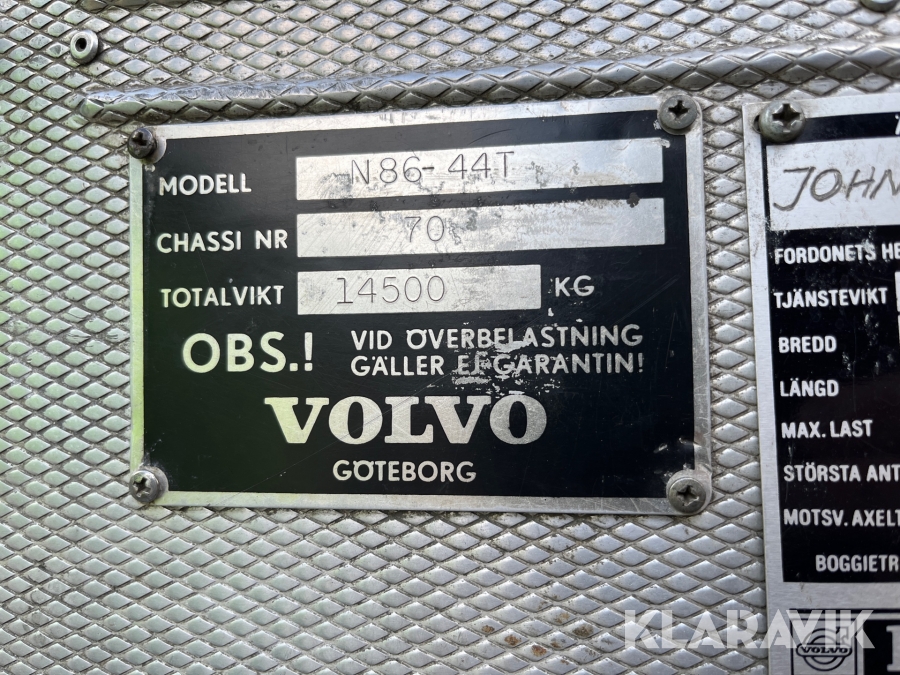 MODELL N86-44T
CHASSI NR 70
TOTALVIKT 14500 KG
OBS.! VID ÖVERBELASTNING
GÄLLER EJ GARANTIN!
VOLVO
GÖTEBORG
JOHN
FORDONETS HE
TJÄNSTEVIKT
BREDD
LÄNGD
MAX. LAST
STÖRSTA ANT
MOTSV. AXELT
BOGGIETR
VOLVO
KLARAVIK